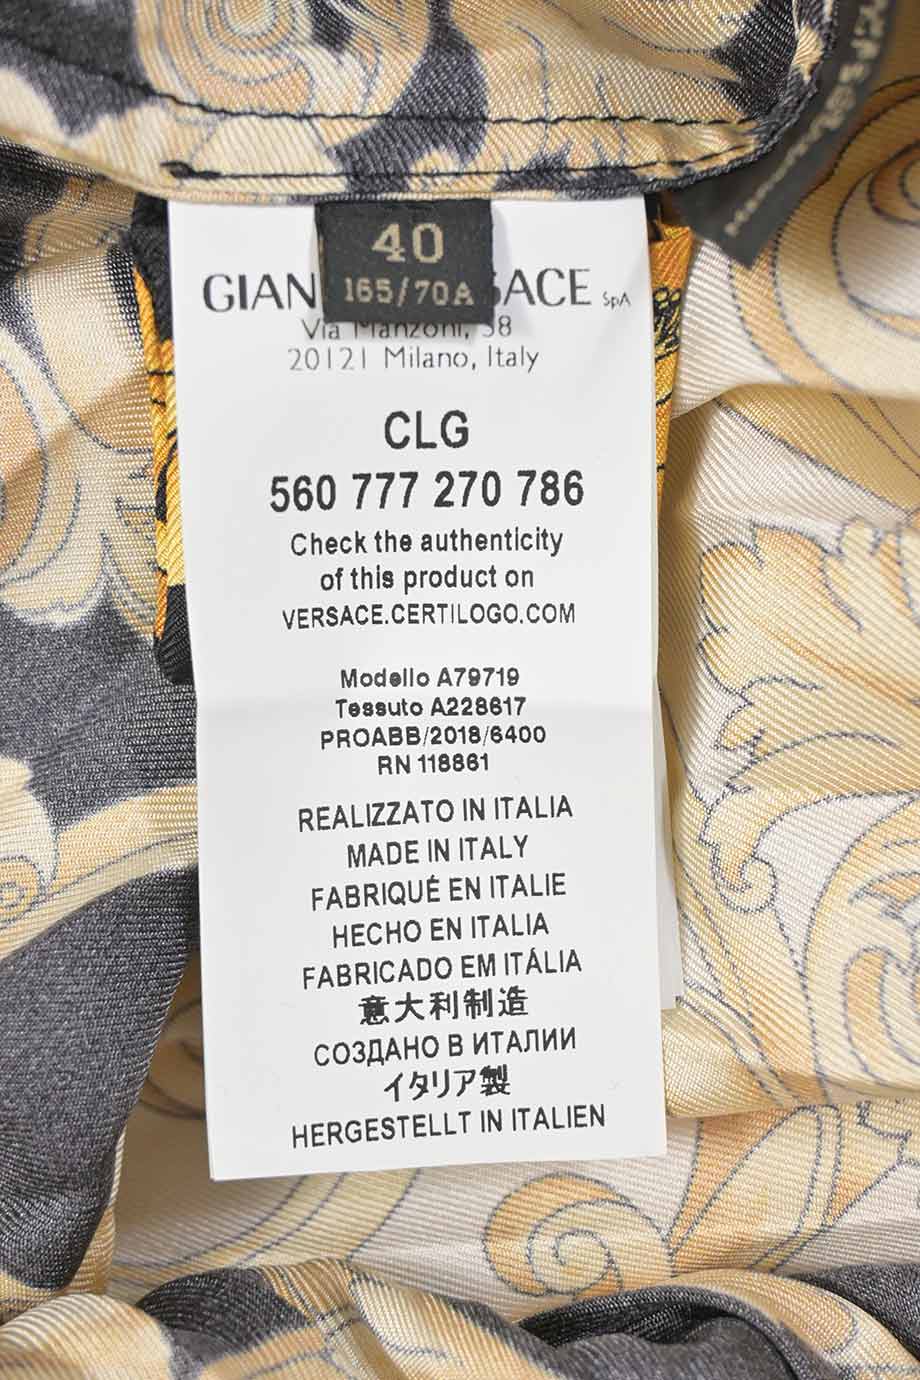 40
165/70A
GIAN ACE SpA
Via Manzoni, 38
20121 Milano, Italy
CLG
560 777 270 786
Check the authenticity
of this product on
VERSACE.CERTILOGO.COM
Modello A79719
Tessuto A228617
PROABB/2018/6400
RN 118861
REALIZZATO IN ITALIA
MADE IN ITALY
FABRIQUÉ EN ITALIE
HECHO EN ITALIA
FABRICADO EM ITÁLIA
意大利制造
СОЗДАНО В ИТАЛИИ
イタリア製
HERGESTELLT IN ITALIEN